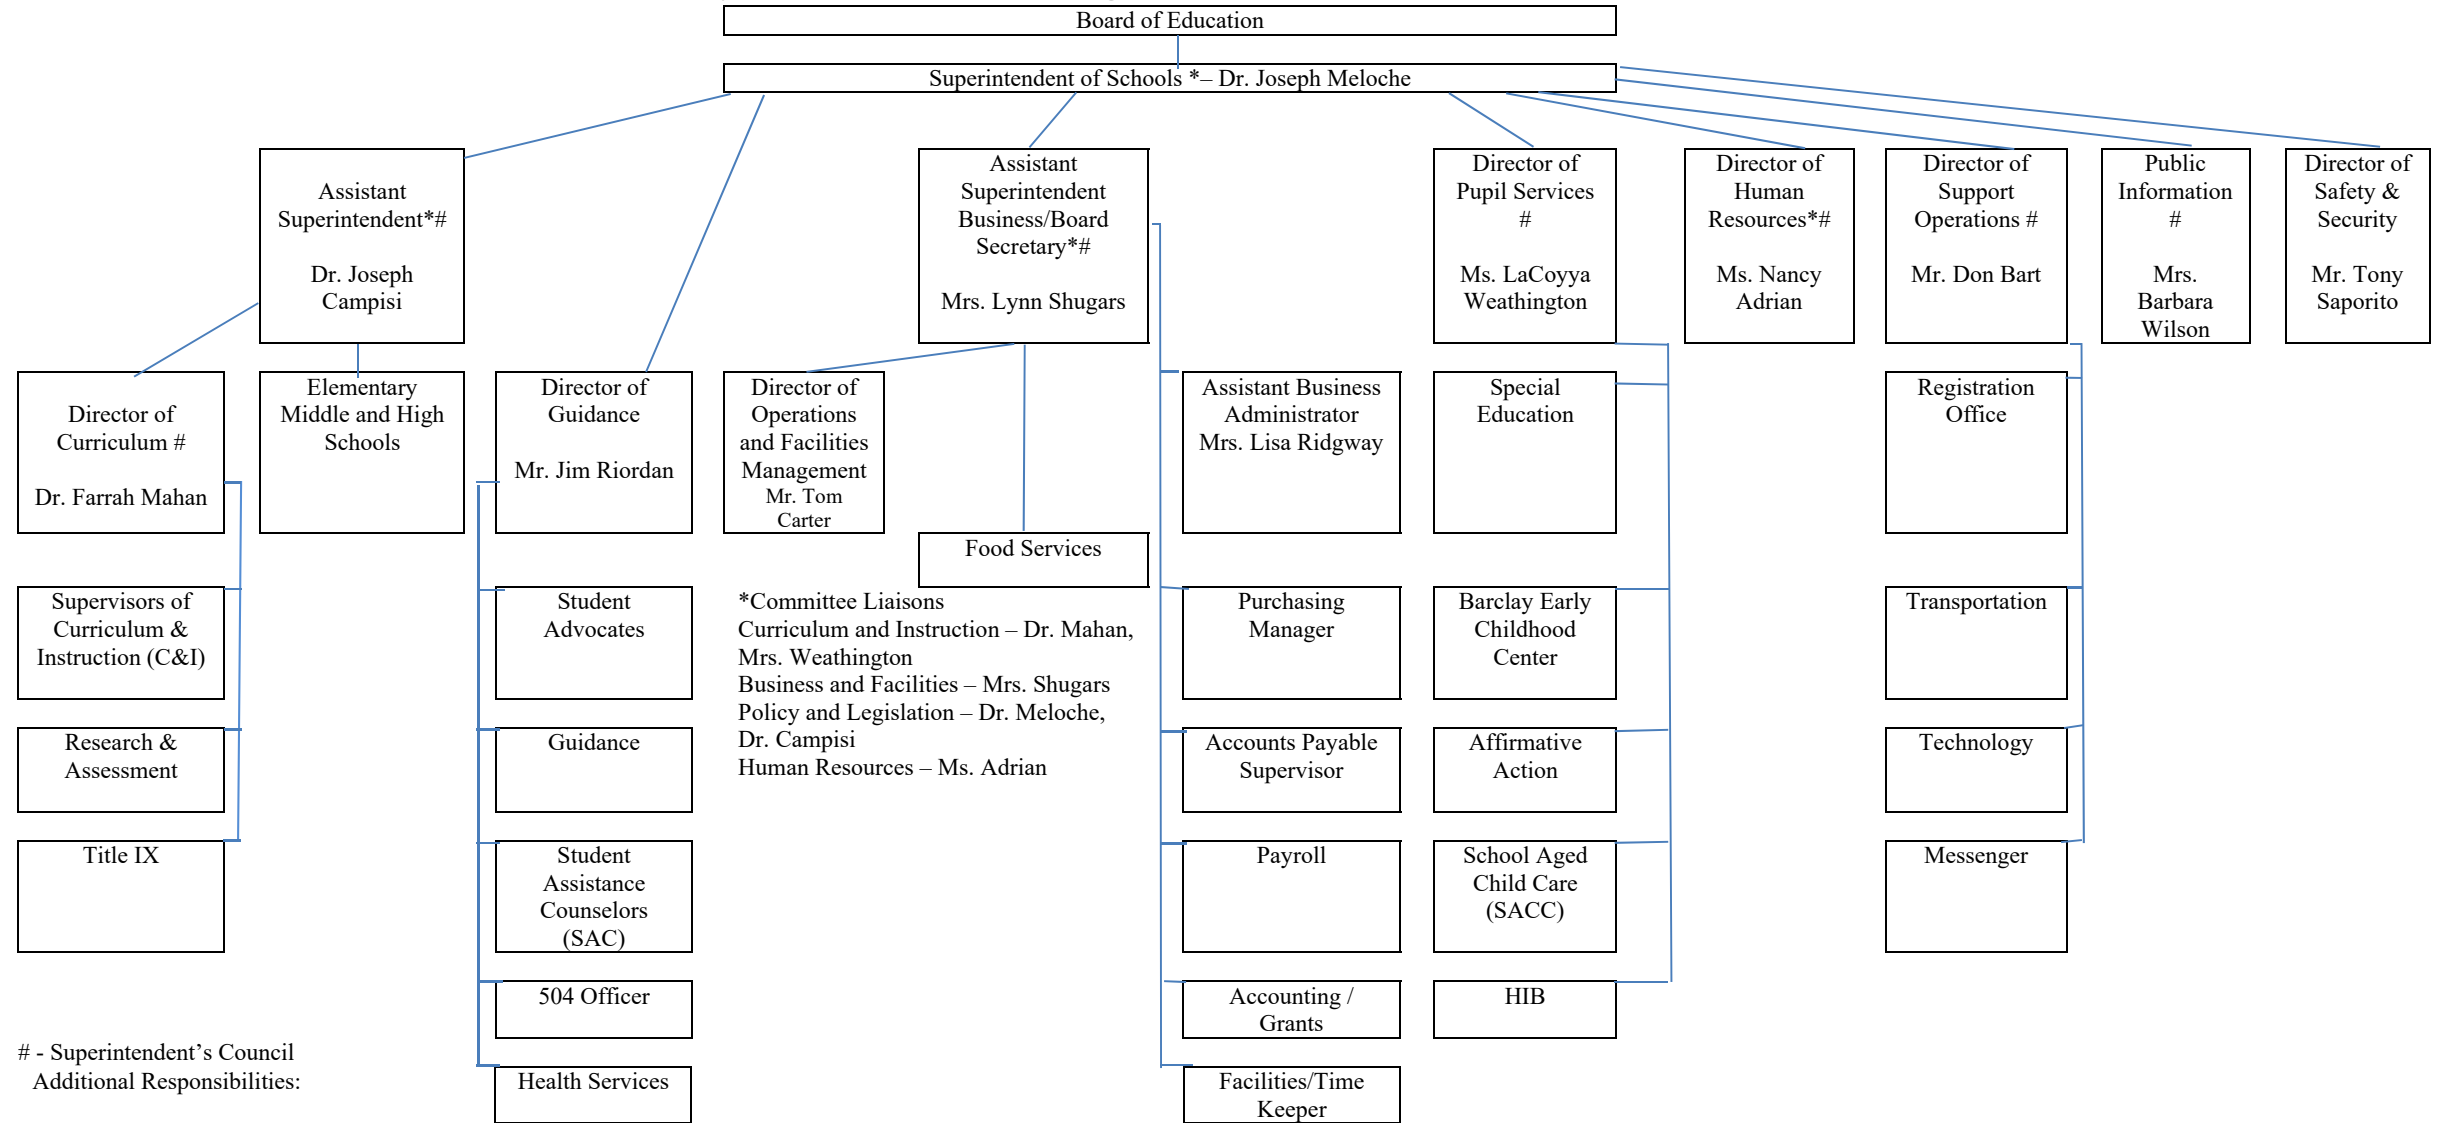 Board of Education
Superintendent of Schools *– Dr. Joseph Meloche
Assistant
Superintendent*#
Dr. Joseph
Campisi
Assistant
Superintendent
Business/Board
Secretary*#
Mrs. Lynn Shugars
Director of
Pupil Services
#
Ms. LaCoyya
Weathington
Director of
Human
Resources*#
Ms. Nancy
Adrian
Director of
Support
Operations #
Mr. Don Bart
Public
Information
#
Mrs.
Barbara
Wilson
Director of
Safety &
Security
Mr. Tony
Saporito
Director of
Curriculum #
Dr. Farrah Mahan
Elementary
Middle and High
Schools
Director of
Guidance
Mr. Jim Riordan
Director of
Operations
and Facilities
Management
Mr. Tom
Carter
Food Services
Assistant Business
Administrator
Mrs. Lisa Ridgway
Special
Education
Registration
Office
Supervisors of
Curriculum &
Instruction (C&I)
Student
Advocates
*Committee Liaisons
Curriculum and Instruction – Dr. Mahan,
Mrs. Weathington
Business and Facilities – Mrs. Shugars
Policy and Legislation – Dr. Meloche,
Dr. Campisi
Human Resources – Ms. Adrian
Purchasing
Manager
Barclay Early
Childhood
Center
Transportation
Research &
Assessment
Guidance
Accounts Payable
Supervisor
Affirmative
Action
Technology
Title IX
Student
Assistance
Counselors
(SAC)
Payroll
School Aged
Child Care
(SACC)
Messenger
504 Officer
Accounting /
Grants
HIB
# - Superintendent’s Council
Additional Responsibilities:
Health Services
Facilities/Time
Keeper